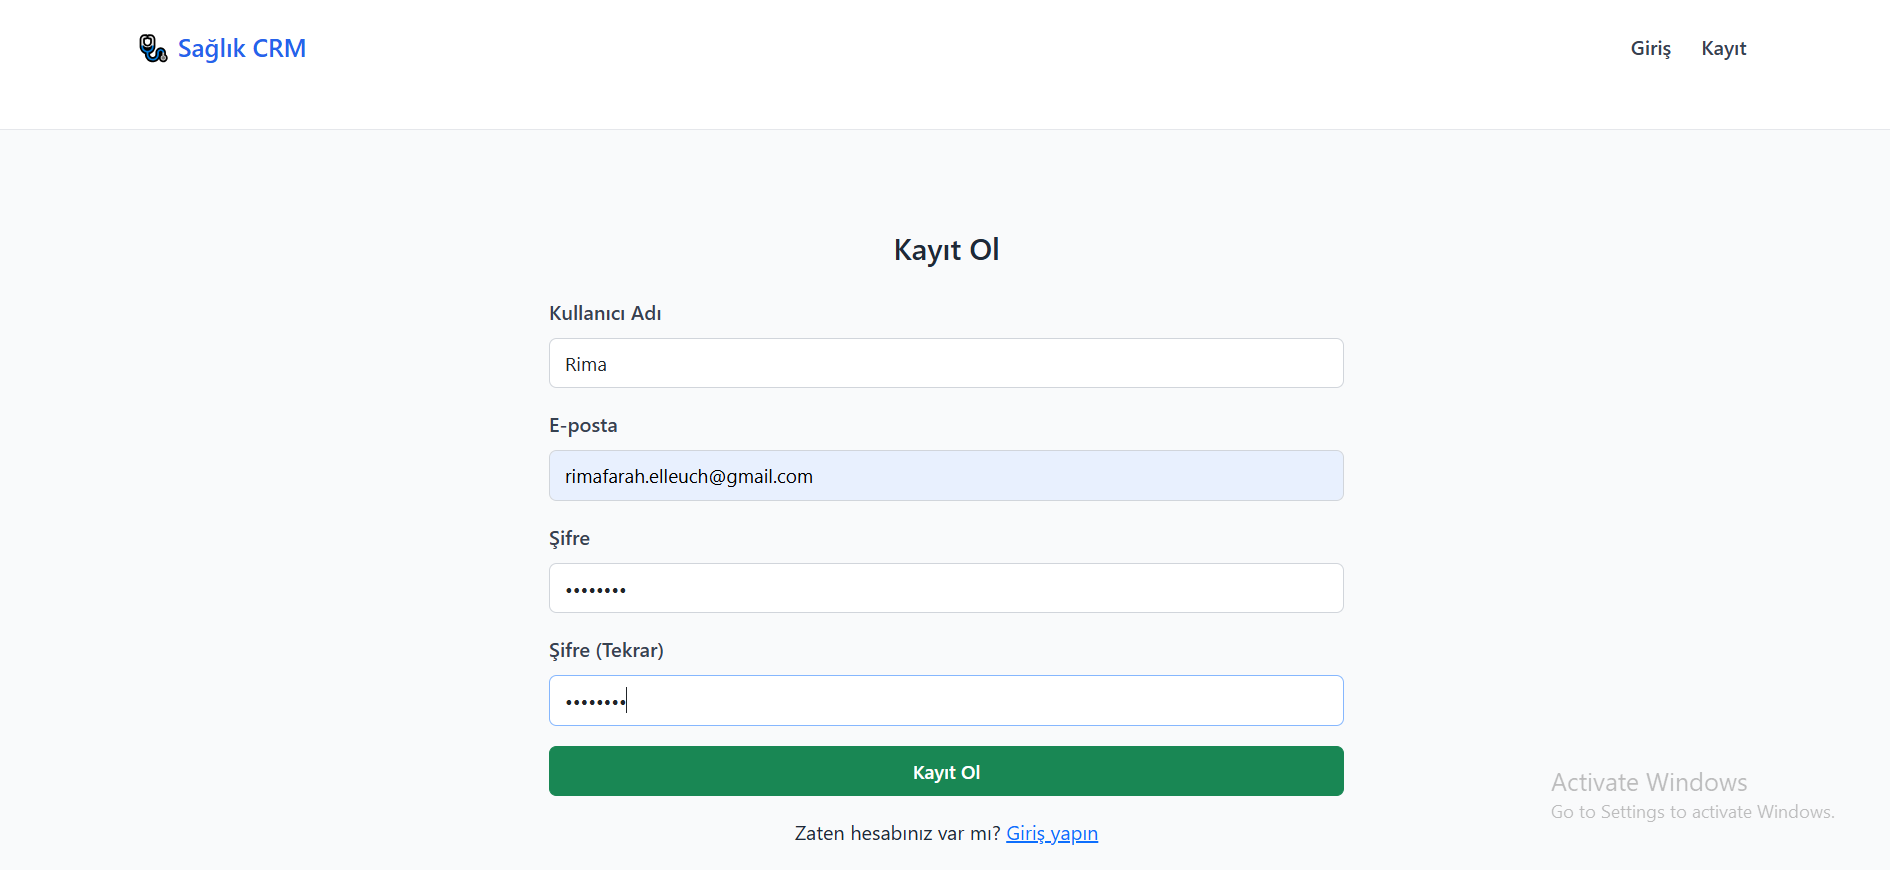 Sağlık CRM
Giriş Kayıt
Kayıt Ol
Kullanıcı Adı
Rima
E-posta
rimafarah.elleuch@gmail.com
Şifre
••••••••
Şifre (Tekrar)
••••••••
Kayıt Ol
Zaten hesabınız var mı? Giriş yapın
Activate Windows
Go to Settings to activate Windows.